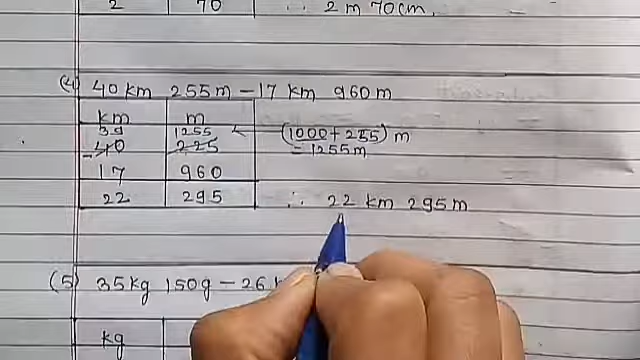 2 70 ∴ 2 m 70 cm.
(4) 40 km 255 m – 17 km 960 m
km m
39 1255 (1000 + 255) m
- 40 225 = 1255 m
17 960
22 295 ∴ 22 km 295 m
(5) 35 kg 150 g – 26
kg